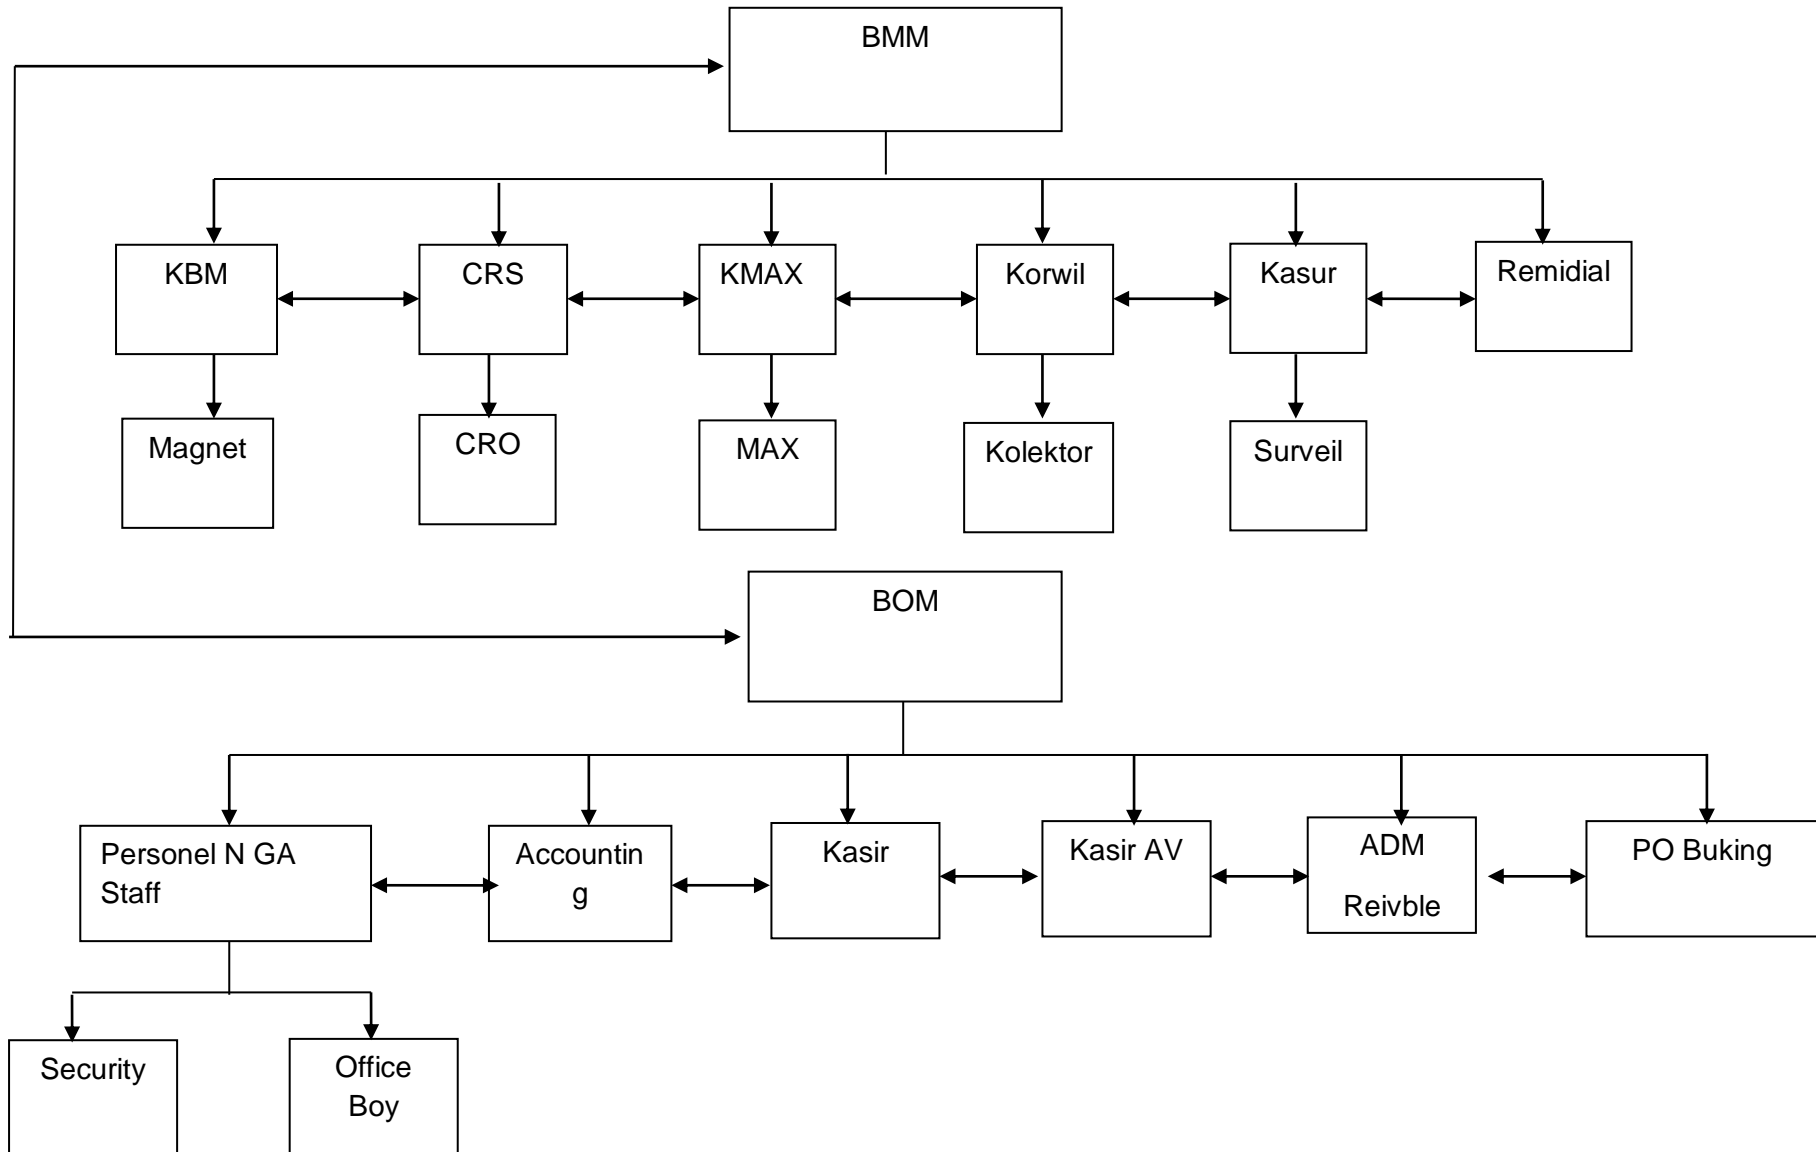 BMM
KBM
CRS
KMAX
Korwil
Kasur
Remidial
Magnet
CRO
MAX
Kolektor
Surveil
BOM
Personel N GA
Staff
Accountin
g
Kasir
Kasir AV
ADM
Reivble
PO Buking
Security
Office
Boy